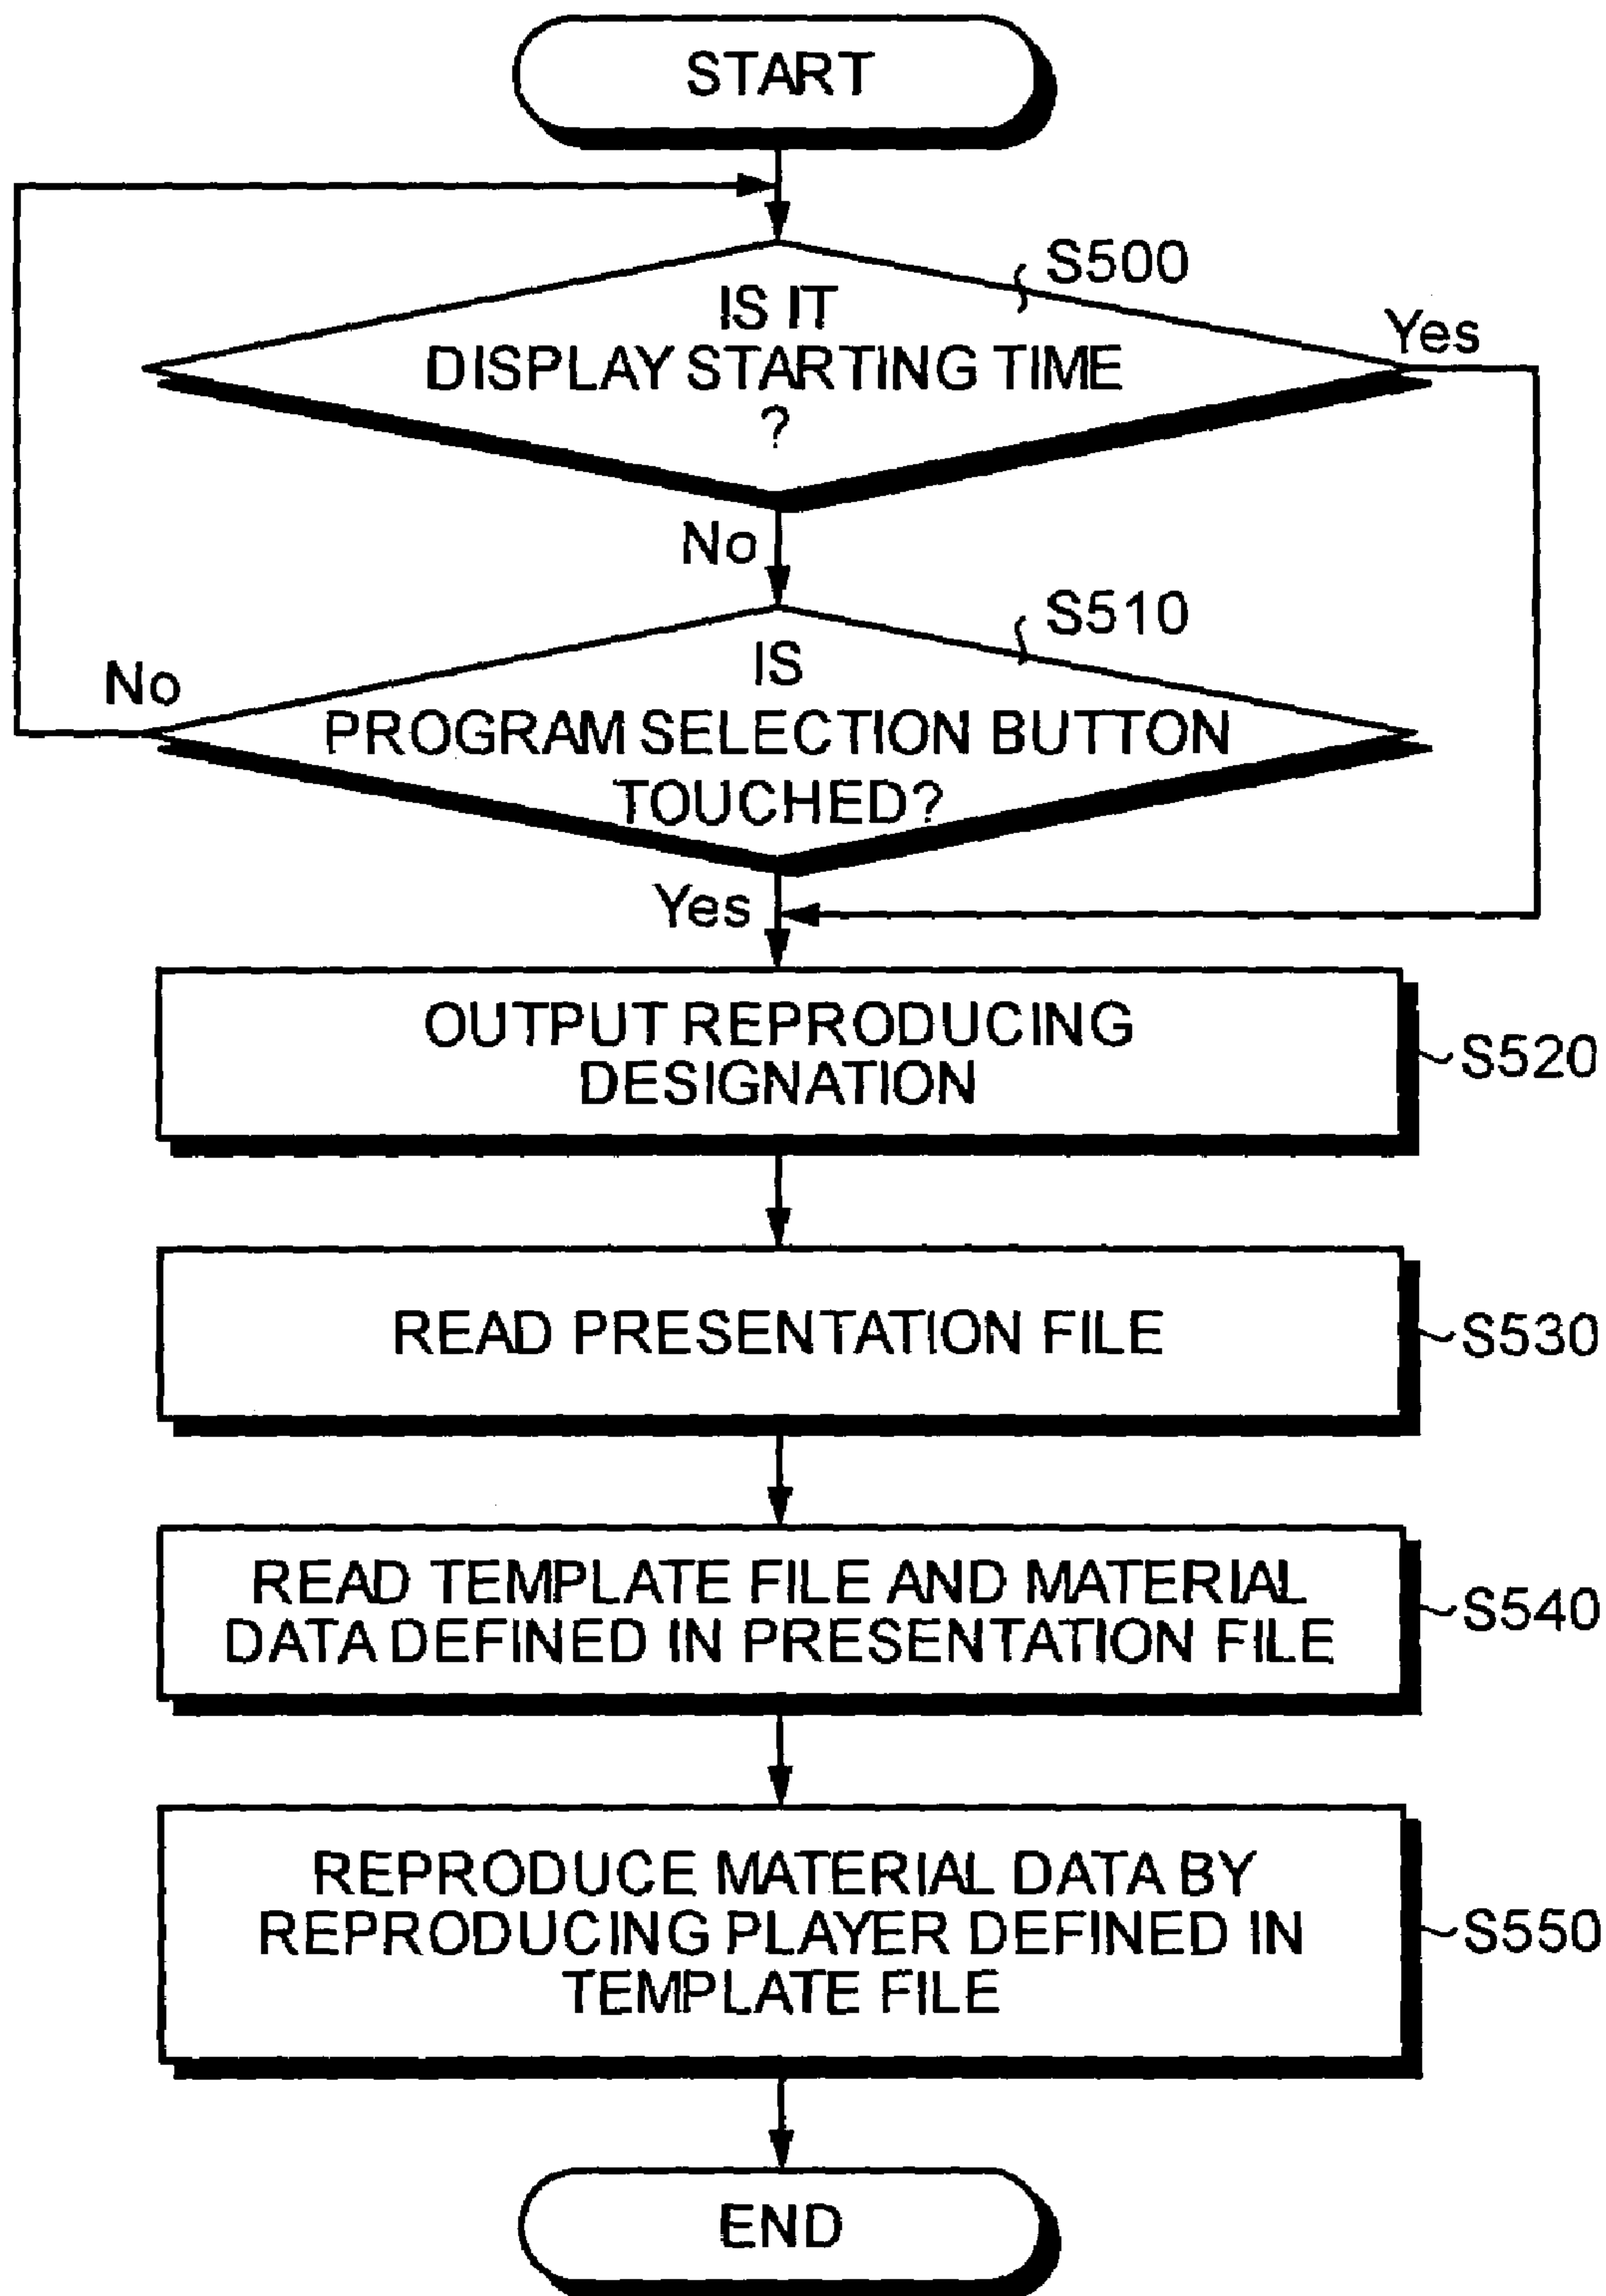 START
S500
IS IT
DISPLAY STARTING TIME
?
Yes
No
S510
IS
PROGRAM SELECTION BUTTON
TOUCHED?
No
Yes
OUTPUT REPRODUCING
DESIGNATION
S520
READ PRESENTATION FILE
S530
READ TEMPLATE FILE AND MATERIAL
DATA DEFINED IN PRESENTATION FILE
S540
REPRODUCE MATERIAL DATA BY
REPRODUCING PLAYER DEFINED IN
TEMPLATE FILE
S550
END